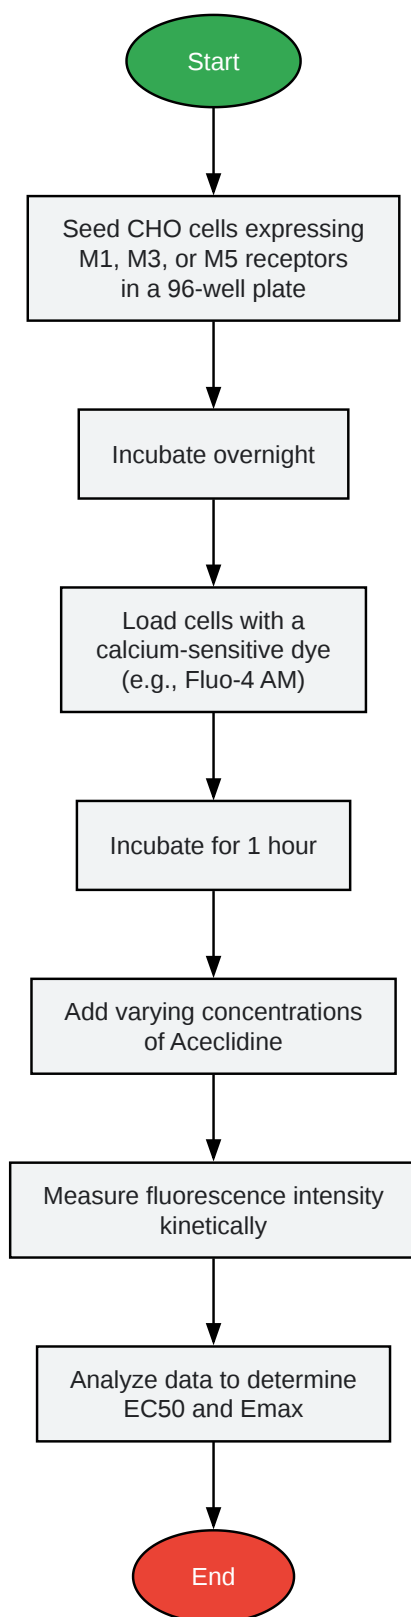 Start
Seed CHO cells expressing
M1, M3, or M5 receptors
in a 96-well plate
Incubate overnight
Load cells with a
calcium-sensitive dye
(e.g., Fluo-4 AM)
Incubate for 1 hour
Add varying concentrations
of Aceclidine
Measure fluorescence intensity
kinetically
Analyze data to determine
EC50 and Emax
End